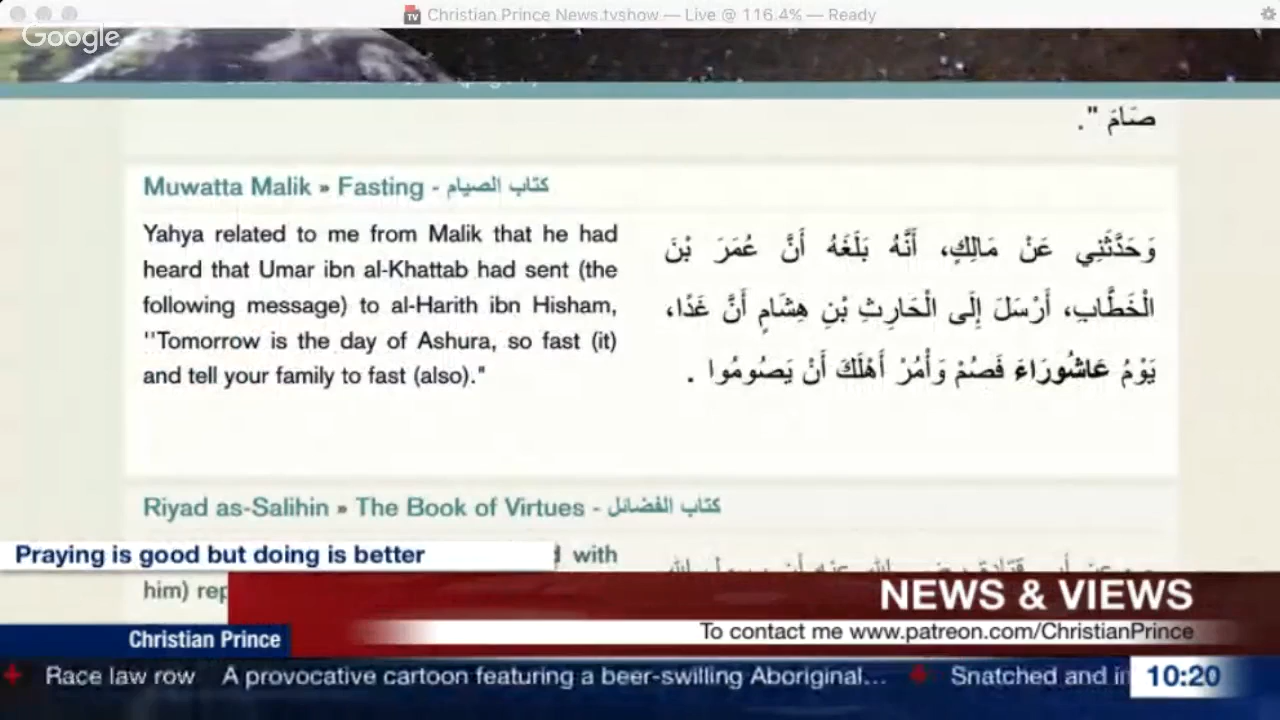 Christian Prince News.tvshow — Live @ 116.4% — Ready
TV
Google
صَامَ ".
Muwatta Malik » Fasting - كتاب الصيام
Yahya related to me from Malik that he had
heard that Umar ibn al-Khattab had sent (the
following message) to al-Harith ibn Hisham,
''Tomorrow is the day of Ashura, so fast (it)
and tell your family to fast (also)."
وَحَدَّثَنِي عَنْ مَالِكٍ، أَنَّهُ بَلَغَهُ أَنَّ عُمَرَ بْنَ
الْخَطَّابِ، أَرْسَلَ إِلَى الْحَارِثِ بْنِ هِشَامٍ أَنَّ غَدًا،
يَوْمُ عَاشُورَاءَ فَصُمْ وَأْمُرْ أَهْلَكَ أَنْ يَصُومُوا .
Riyad as-Salihin » The Book of Virtues - كتاب الفضائل
with
him) rep
Praying is good but doing is better
NEWS & VIEWS
To contact me www.patreon.com/ChristianPrince
Christian Prince
Race law row A provocative cartoon featuring a beer-swilling Aboriginal... Snatched and in
10:20